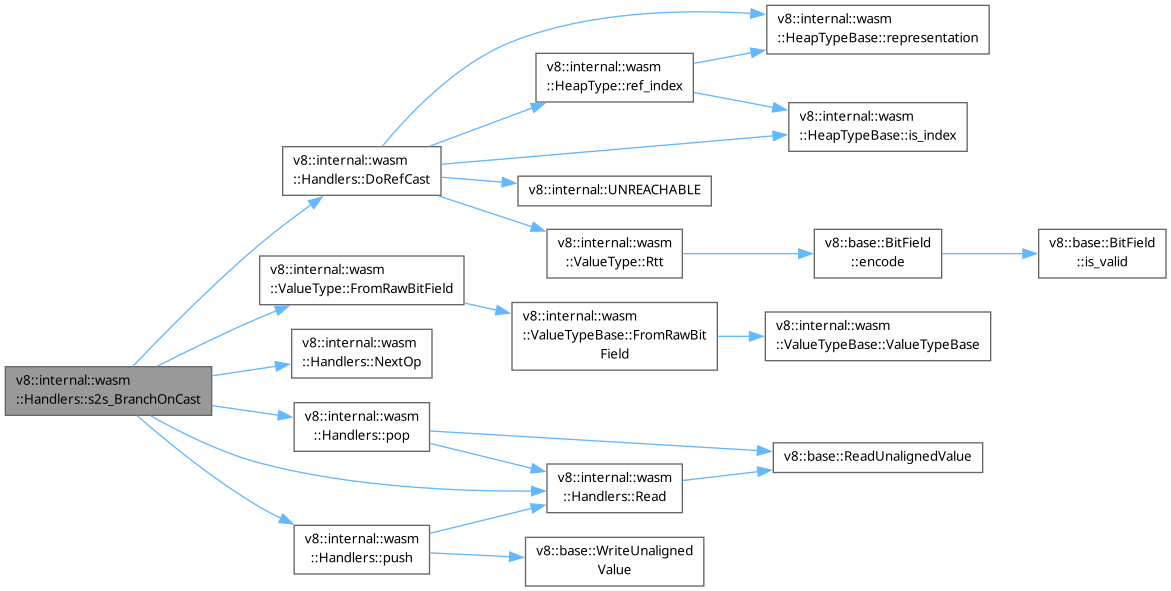 v8::internal::wasm
::HeapTypeBase::representation
v8::internal::wasm
::HeapType::ref_index
v8::internal::wasm
::HeapTypeBase::is_index
v8::internal::wasm
::Handlers::DoRefCast
v8::internal::UNREACHABLE
v8::internal::wasm
::ValueType::Rtt
v8::base::BitField
::encode
v8::base::BitField
::is_valid
v8::internal::wasm
::ValueType::FromRawBitField
v8::internal::wasm
::ValueTypeBase::FromRawBit
Field
v8::internal::wasm
::ValueTypeBase::ValueTypeBase
v8::internal::wasm
::Handlers::NextOp
v8::internal::wasm
::Handlers::s2s_BranchOnCast
v8::internal::wasm
::Handlers::pop
v8::base::ReadUnalignedValue
v8::internal::wasm
::Handlers::Read
v8::internal::wasm
::Handlers::push
v8::base::WriteUnaligned
Value